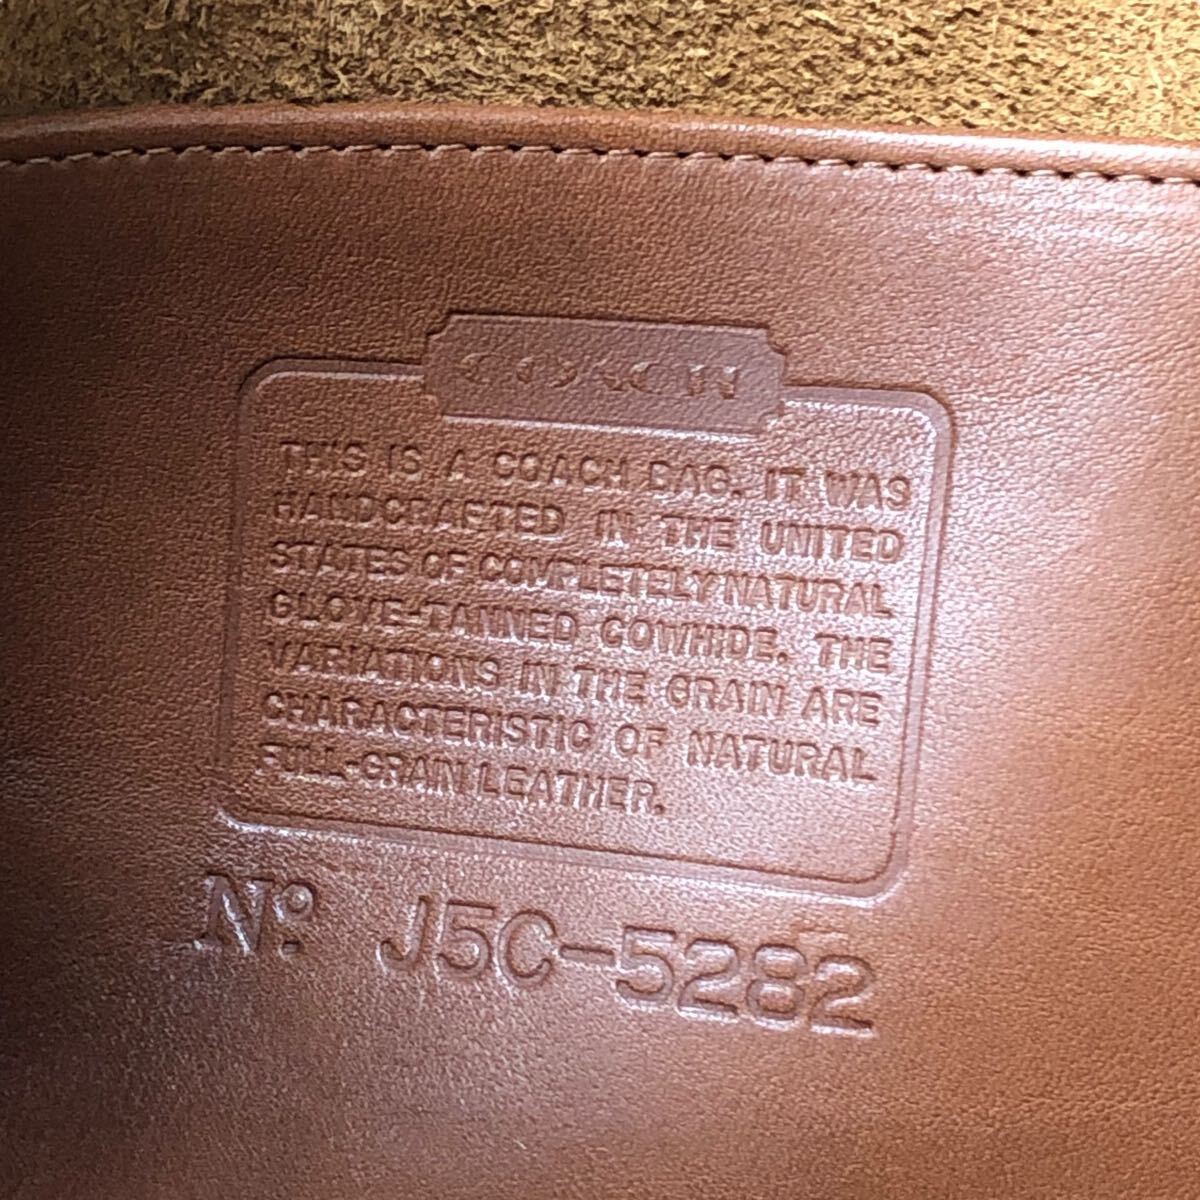 COACH
THIS IS A COACH BAG. IT WAS
HANDCRAFTED IN THE UNITED
STATES OF COMPLETELY NATURAL
GLOVE-TANNED COWHIDE. THE
VARIATIONS IN THE GRAIN ARE
CHARACTERISTIC OF NATURAL
FULL-GRAIN LEATHER.
Nº. J5C-5282